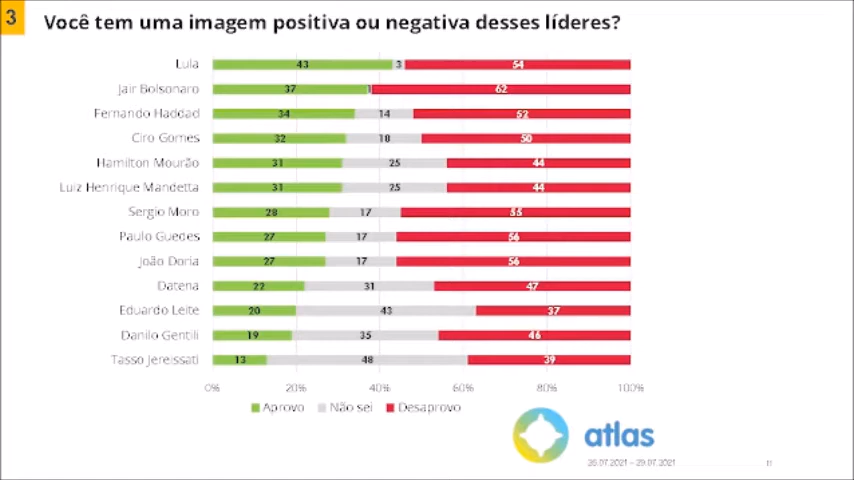 3
Você tem uma imagem positiva ou negativa desses líderes?
Lula 43 3 54
Jair Bolsonaro 37 1 62
Fernando Haddad 34 14 52
Ciro Gomes 32 18 50
Hamilton Mourão 31 25 44
Luiz Henrique Mandetta 31 25 44
Sergio Moro 28 17 55
Paulo Guedes 27 17 56
João Doria 27 17 56
Datena 22 31 47
Eduardo Leite 20 43 37
Danilo Gentili 19 35 46
Tasso Jereissati 13 48 39
0% 20% 40% 60% 80% 100%
Aprovo Não sei Desaprovo
atlas
26.07.2021 – 29.07.2021
11